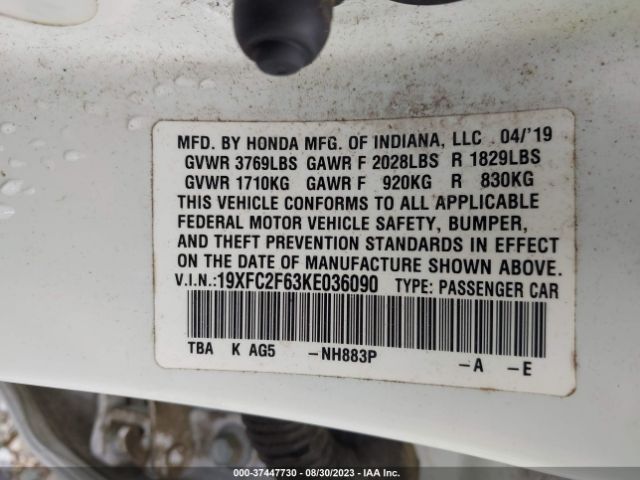 MFD. BY HONDA MFG. OF INDIANA, LLC 04/'19
GVWR 3769LBS GAWR F 2028LBS R 1829LBS
GVWR 1710KG GAWR F 920KG R 830KG
THIS VEHICLE CONFORMS TO ALL APPLICABLE
FEDERAL MOTOR VEHICLE SAFETY, BUMPER,
AND THEFT PREVENTION STANDARDS IN EFFECT
ON THE DATE OF MANUFACTURE SHOWN ABOVE.
V.I.N.:19XFC2F63KE036090 TYPE: PASSENGER CAR
TBA K AG5 -NH883P -A -E
000-37447730 - 08/30/2023 - IAA Inc.